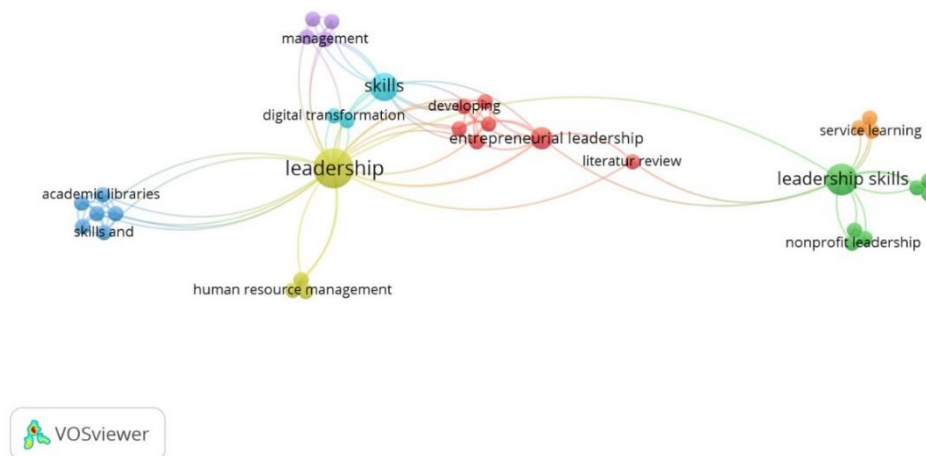 management
skills
digital transformation
developing
entrepreneurial leadership
literatur review
leadership
service learning
leadership skills
academic libraries
skills and
nonprofit leadership
human resource management
VOSviewer